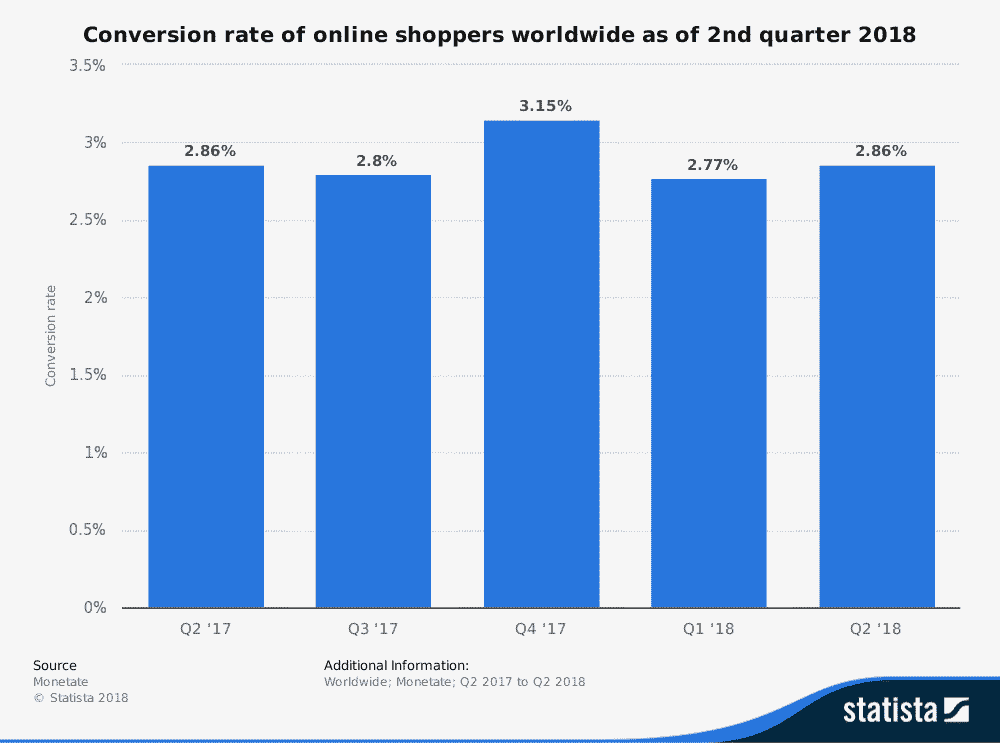 Conversion rate of online shoppers worldwide as of 2nd quarter 2018
3.5%
3%
2.5%
2%
1.5%
1%
0.5%
0%
Conversion rate
2.86%
2.8%
3.15%
2.77%
2.86%
Q2 '17
Q3 '17
Q4 '17
Q1 '18
Q2 '18
Source
Monetate
© Statista 2018
Additional Information:
Worldwide; Monetate; Q2 2017 to Q2 2018
statista